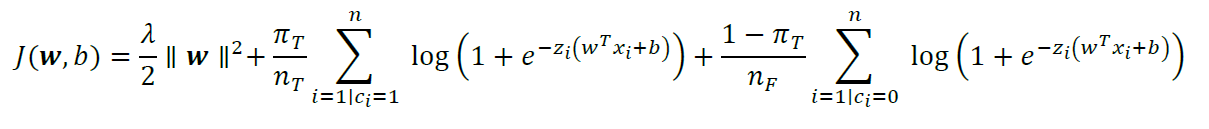 J(𝒘, b) = λ/2 ∥ 𝒘 ∥² + π_T/n_T ∑_{i=1|c_i=1}^{n} log(1 + e^{−z_i(w^T x_i+b)}) + (1 − π_T)/n_F ∑_{i=1|c_i=0}^{n} log(1 + e^{−z_i(w^T x_i+b)})